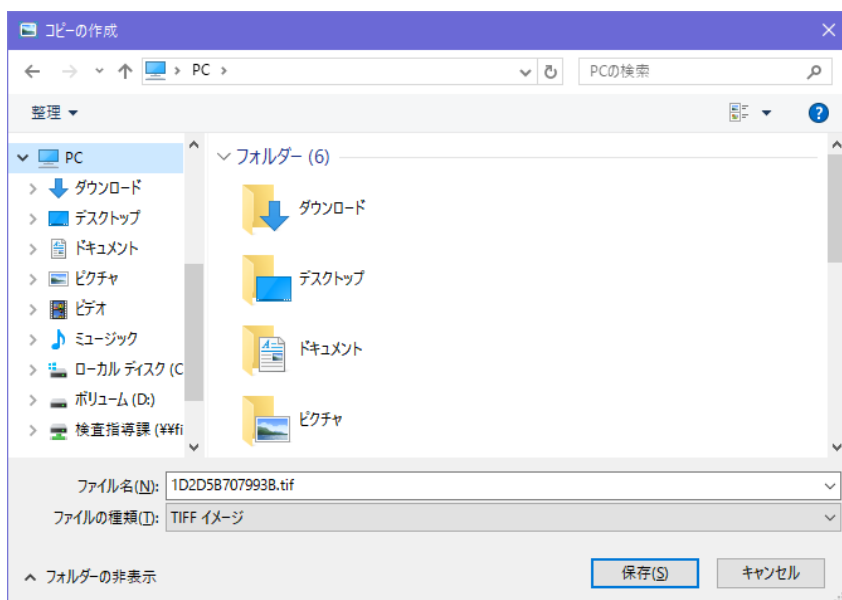 コピーの作成
PC
PCの検索
整理
PC
ダウンロード
デスクトップ
ドキュメント
ピクチャ
ビデオ
ミュージック
ローカル ディスク (C
ボリューム (D:)
検査指導課 (¥¥fi
フォルダー (6)
ダウンロード
デスクトップ
ドキュメント
ピクチャ
ファイル名(N): 1D2D5B707993B.tif
ファイルの種類(T): TIFF イメージ
フォルダーの非表示
保存(S)
キャンセル